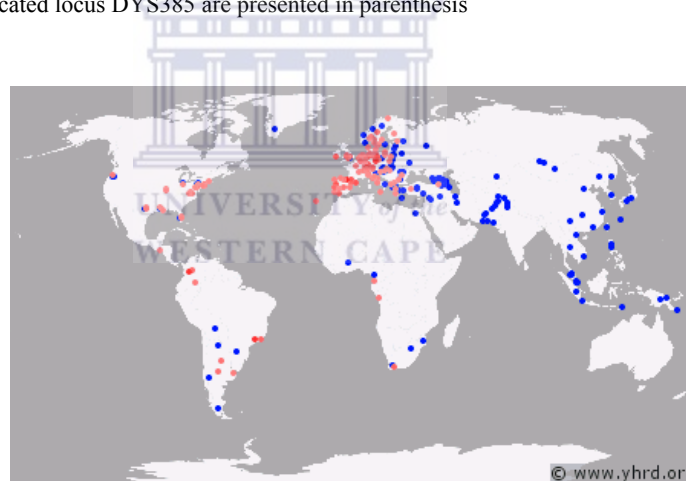 cated locus DYS385 are presented in parenthesis
UNIVERSITY of the
WESTERN CAPE
© www.yhrd.or